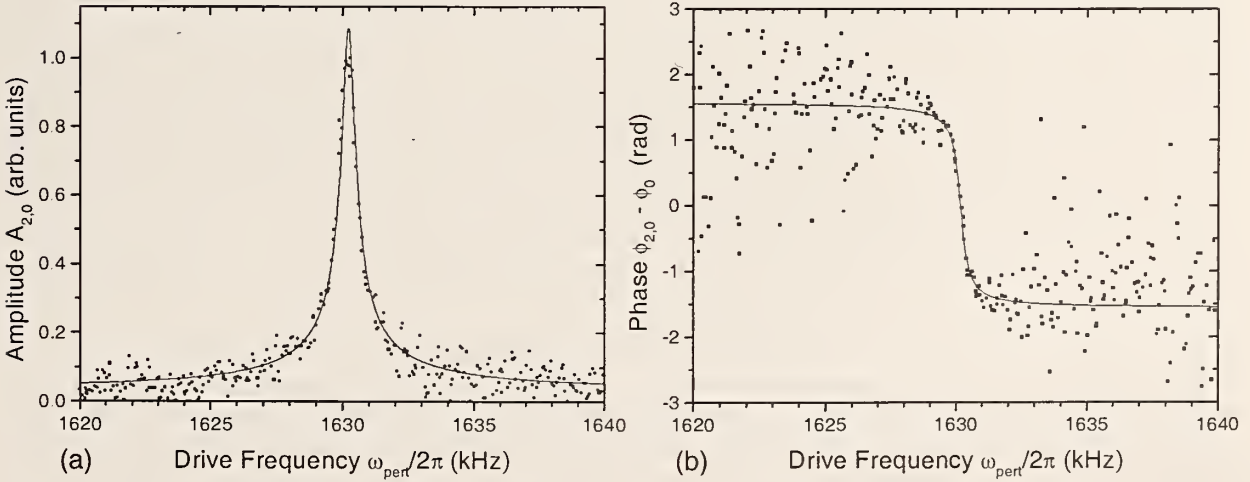 Amplitude A2,0 (arb. units)
1.0
0.8
0.6
0.4
0.2
0.0
1620 1625 1630 1635 1640
(a) Drive Frequency ωpert/2π (kHz)
Phase ϕ2,0 - ϕ0 (rad)
3
2
1
0
-1
-2
-3
1620 1625 1630 1635 1640
(b) Drive Frequency ωpert/2π (kHz)